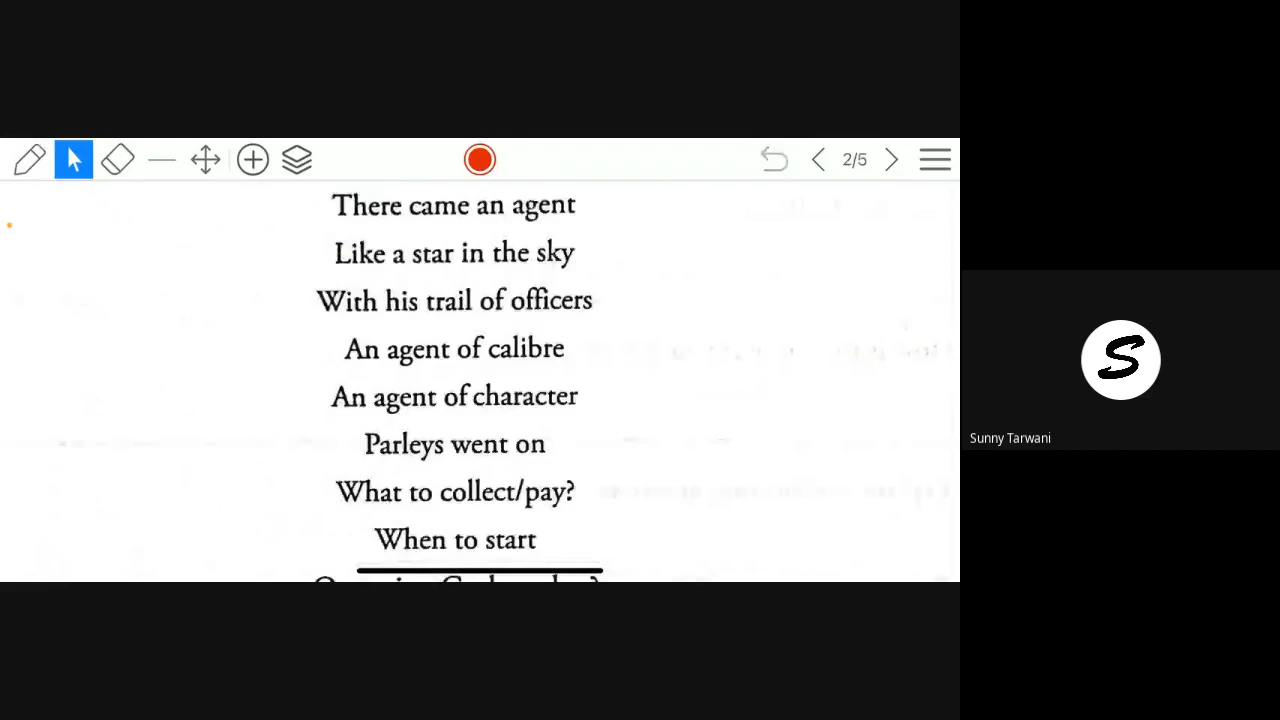 2/5
There came an agent
Like a star in the sky
With his trail of officers
An agent of calibre
An agent of character
Parleys went on
What to collect/pay?
When to start
S
Sunny Tarwani